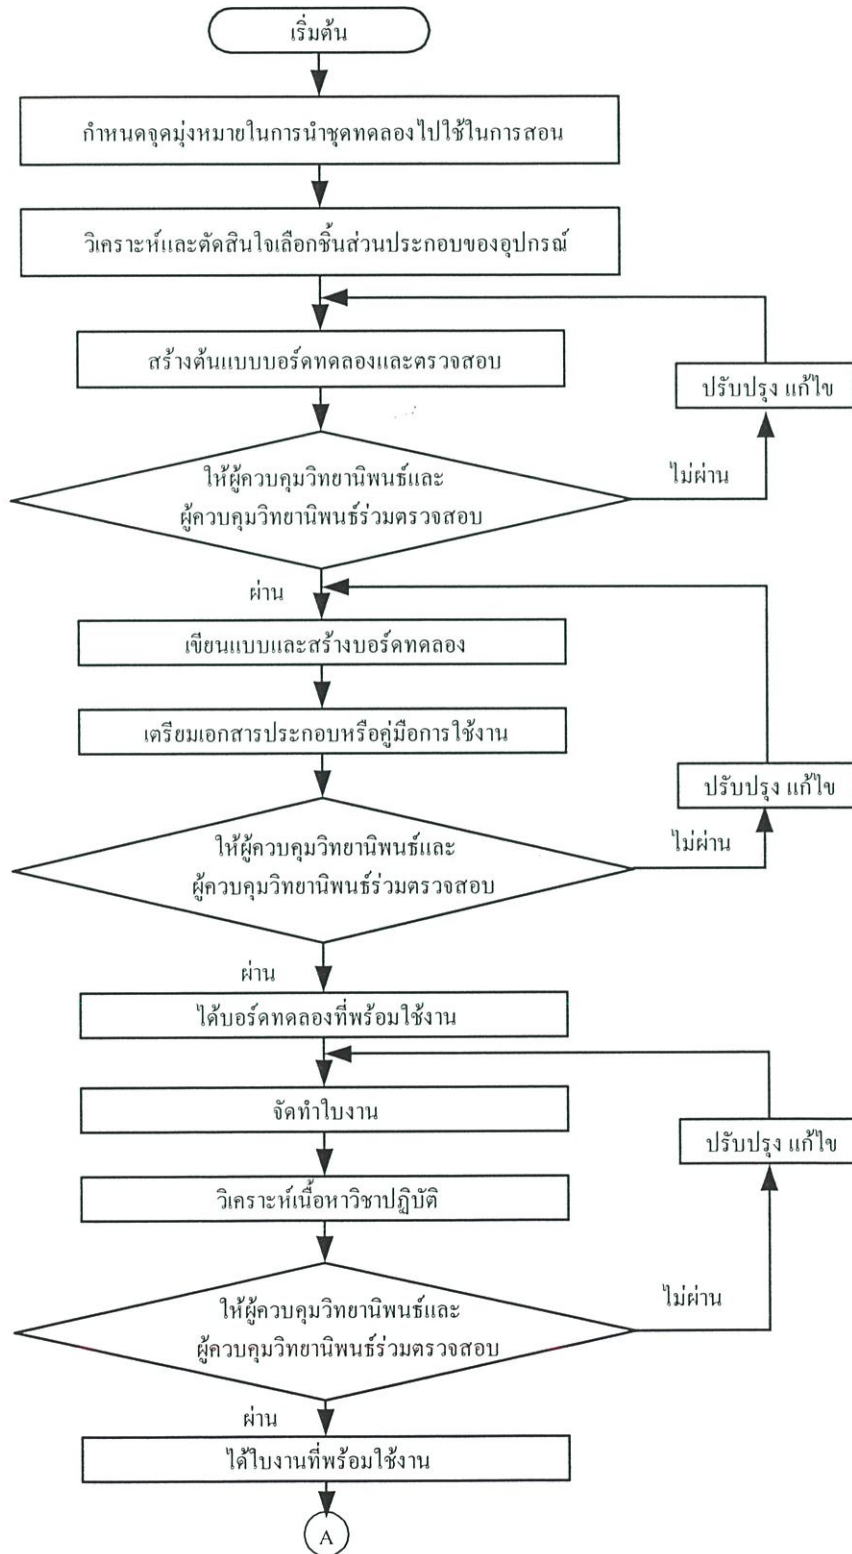 เริ่มต้น
กำหนดจุดมุ่งหมายในการนำชุดทดลองไปใช้ในการสอน
วิเคราะห์และตัดสินใจเลือกชิ้นส่วนประกอบของอุปกรณ์
สร้างต้นแบบบอร์ดทดลองและตรวจสอบ
ปรับปรุง แก้ไข
ให้ผู้ควบคุมวิทยานิพนธ์และ
ผู้ควบคุมวิทยานิพนธ์ร่วมตรวจสอบ
ไม่ผ่าน
ผ่าน
เขียนแบบและสร้างบอร์ดทดลอง
เตรียมเอกสารประกอบหรือคู่มือการใช้งาน
ปรับปรุง แก้ไข
ให้ผู้ควบคุมวิทยานิพนธ์และ
ผู้ควบคุมวิทยานิพนธ์ร่วมตรวจสอบ
ไม่ผ่าน
ผ่าน
ได้บอร์ดทดลองที่พร้อมใช้งาน
จัดทำใบงาน
ปรับปรุง แก้ไข
วิเคราะห์เนื้อหาวิชาปฏิบัติ
ให้ผู้ควบคุมวิทยานิพนธ์และ
ผู้ควบคุมวิทยานิพนธ์ร่วมตรวจสอบ
ไม่ผ่าน
ผ่าน
ได้ใบงานที่พร้อมใช้งาน
A